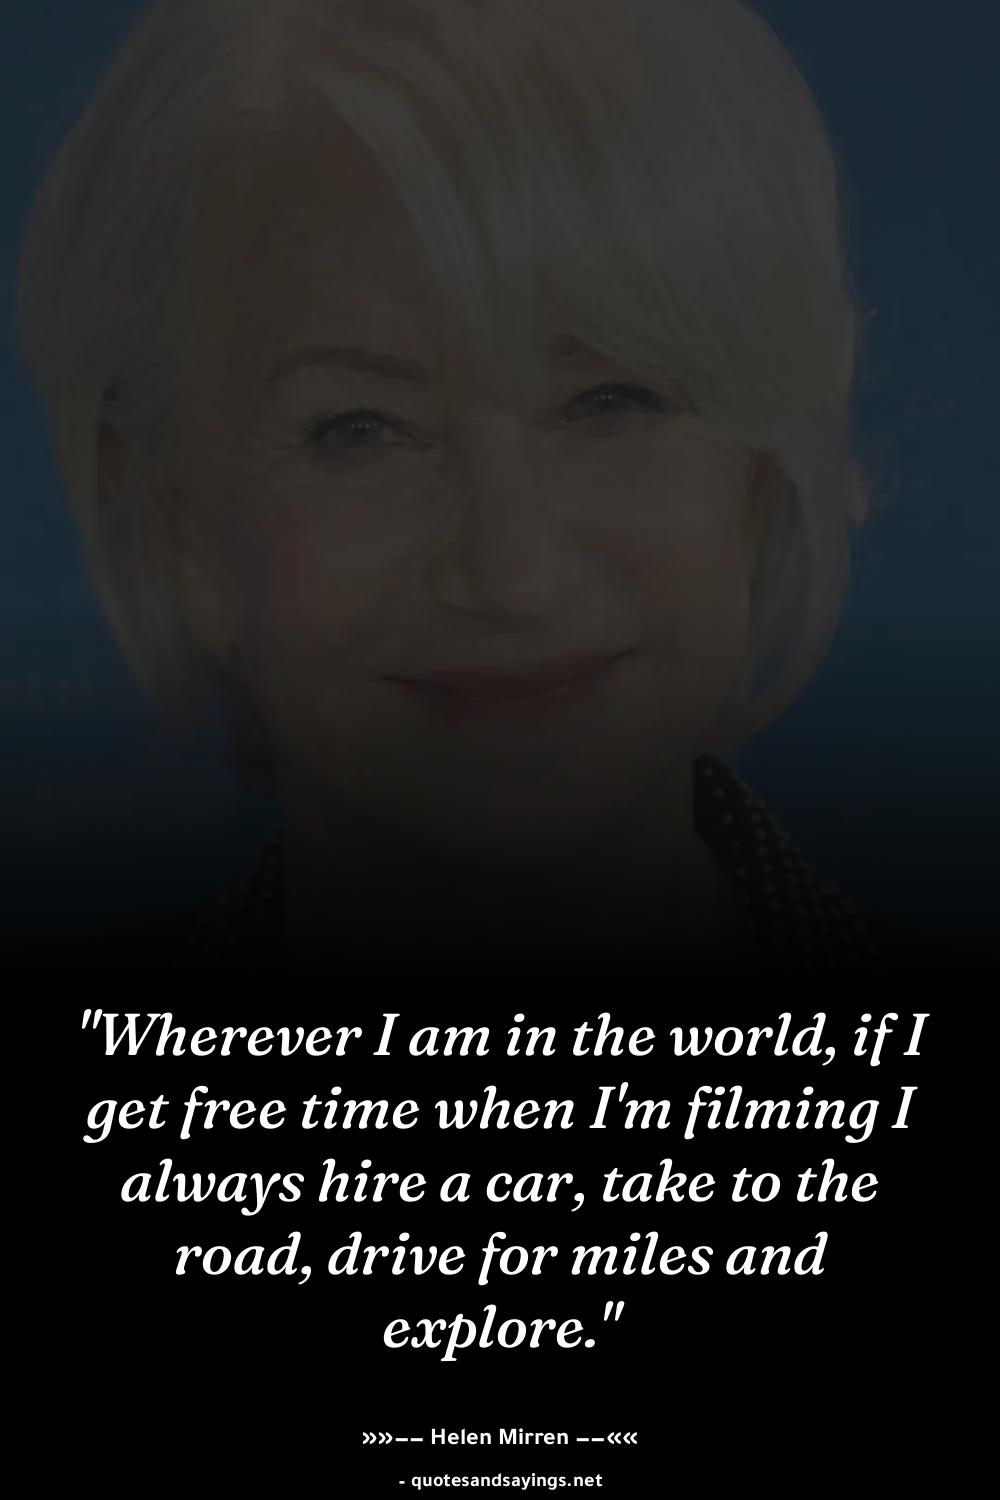 "Wherever I am in the world, if I
get free time when I'm filming I
always hire a car, take to the
road, drive for miles and
explore."
»»−− Helen Mirren −−««
- quotesandsayings.net